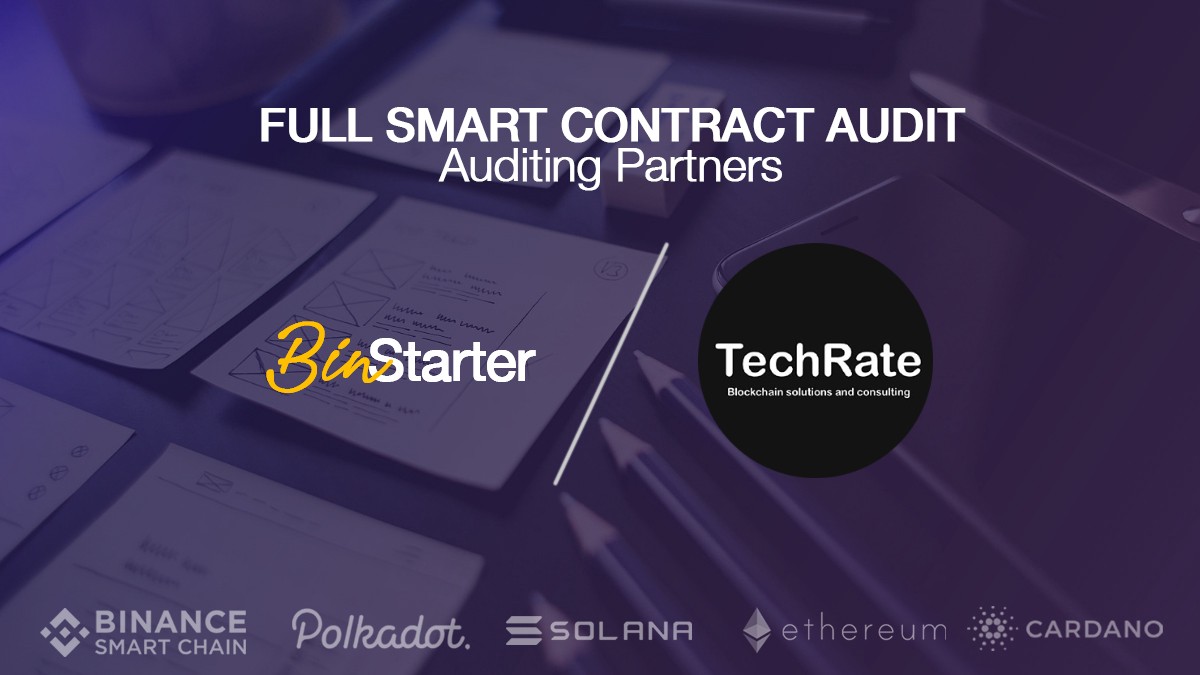 FULL SMART CONTRACT AUDIT
Auditing Partners
BinStarter
TechRate
Blockchain solutions and consulting
BINANCE
SMART CHAIN
Polkadot.
SOLANA
ethereum
CARDANO